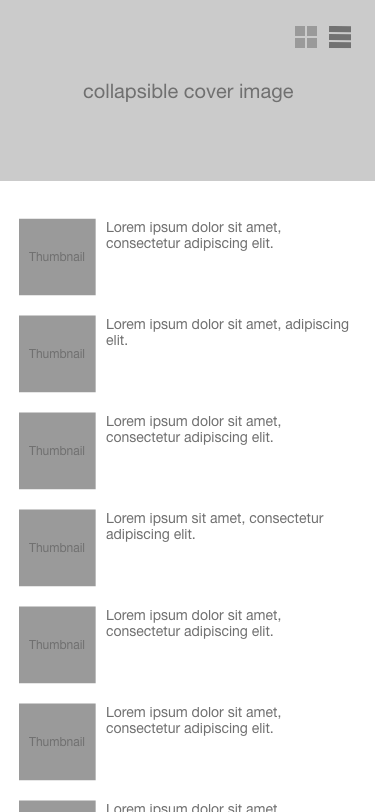 collapsible cover image
Thumbnail
Lorem ipsum dolor sit amet,
consectetur adipiscing elit.
Thumbnail
Lorem ipsum dolor sit amet, adipiscing
elit.
Thumbnail
Lorem ipsum dolor sit amet,
consectetur adipiscing elit.
Thumbnail
Lorem ipsum sit amet, consectetur
adipiscing elit.
Thumbnail
Lorem ipsum dolor sit amet,
consectetur adipiscing elit.
Thumbnail
Lorem ipsum dolor sit amet,
consectetur adipiscing elit.
Lorem ipsum dolor sit amet,